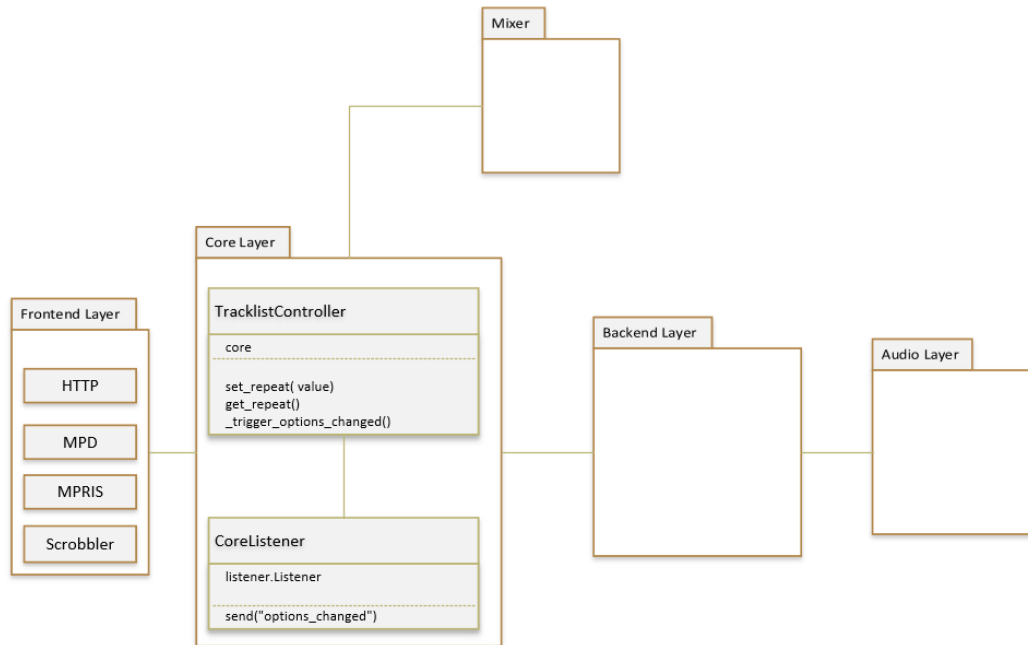 Mixer
Core Layer
TracklistController
core
set_repeat( value)
get_repeat()
_trigger_options_changed()
CoreListener
listener.Listener
send("options_changed")
Frontend Layer
HTTP
MPD
MPRIS
Scrobbler
Backend Layer
Audio Layer